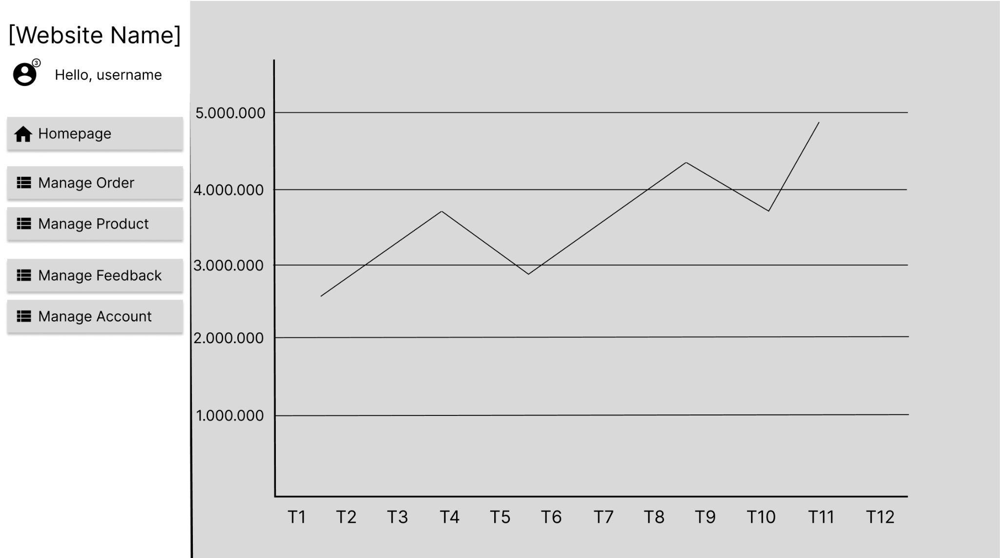 [Website Name]
3
Hello, username
Homepage
Manage Order
Manage Product
Manage Feedback
Manage Account
5.000.000
4.000.000
3.000.000
2.000.000
1.000.000
T1 T2 T3 T4 T5 T6 T7 T8 T9 T10 T11 T12